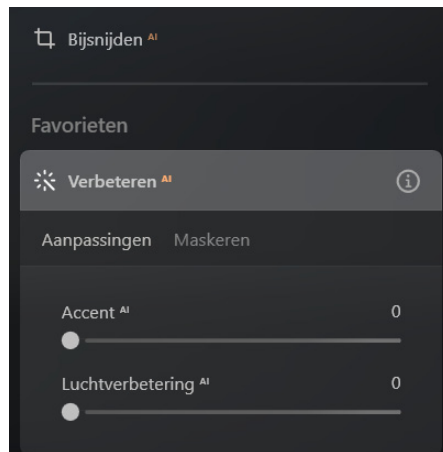 Bijsnijden AI
Favorieten
Verbeteren AI
Aanpassingen Maskeren
Accent AI 0
Luchtverbetering AI 0